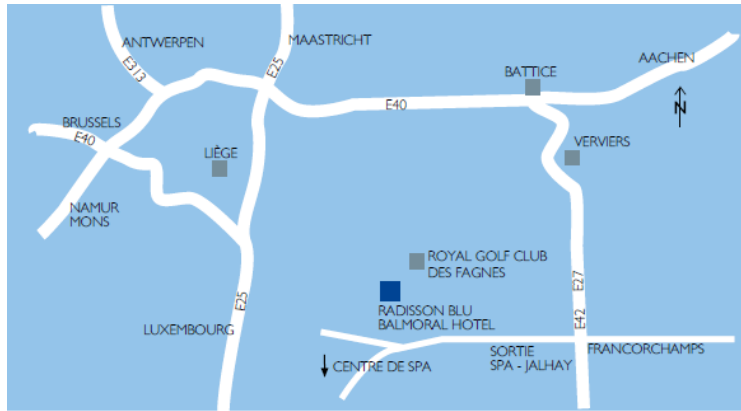 ANTWERPEN
MAASTRICHT
E313
E25
AACHEN
BATTICE
N
E40
BRUSSELS
E40
LIÈGE
VERVIERS
NAMUR
MONS
ROYAL GOLF CLUB
DES FAGNES
E27
RADISSON BLU
BALMORAL HOTEL
E25
E42
LUXEMBOURG
CENTRE DE SPA
SORTIE
SPA - JALHAY
FRANCORCHAMPS